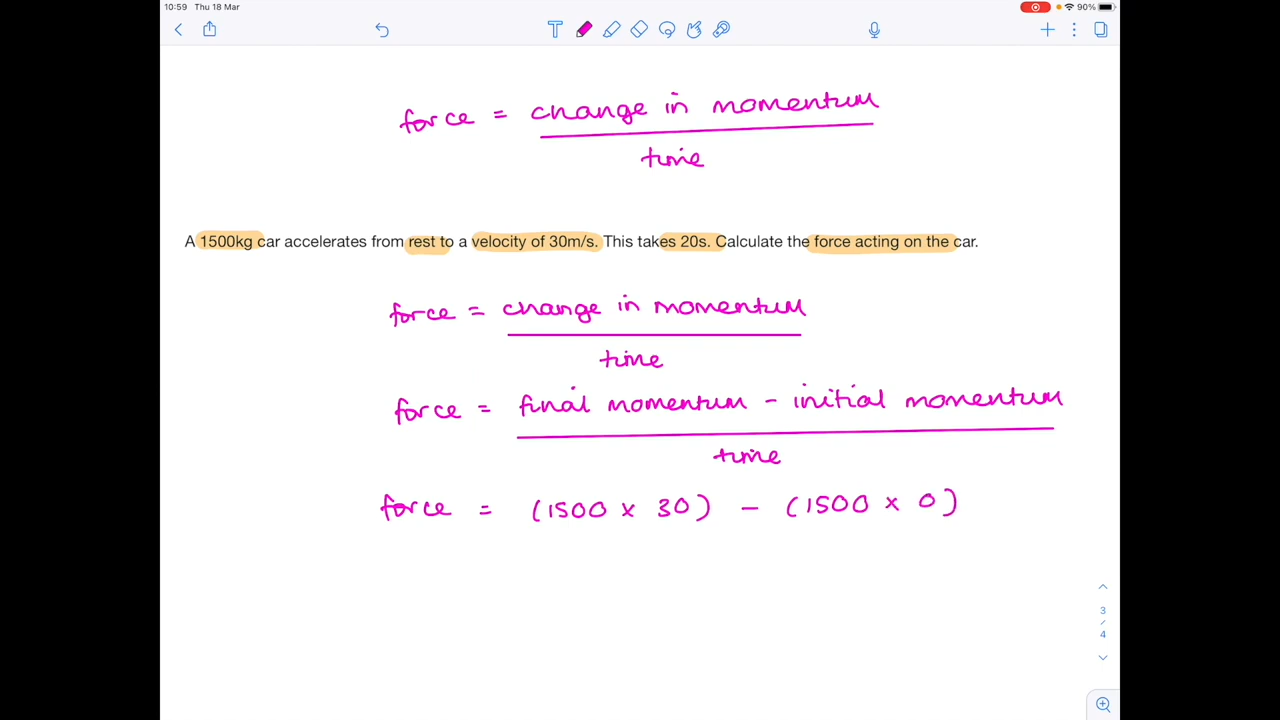 10:59 Thu 18 Mar 90%
T
force = change in momentum
time
A 1500kg car accelerates from rest to a velocity of 30m/s. This takes 20s. Calculate the force acting on the car.
force = change in momentum
time
force = final momentum - initial momentum
time
force = (1500 x 30) - (1500 x 0)
3
/
4